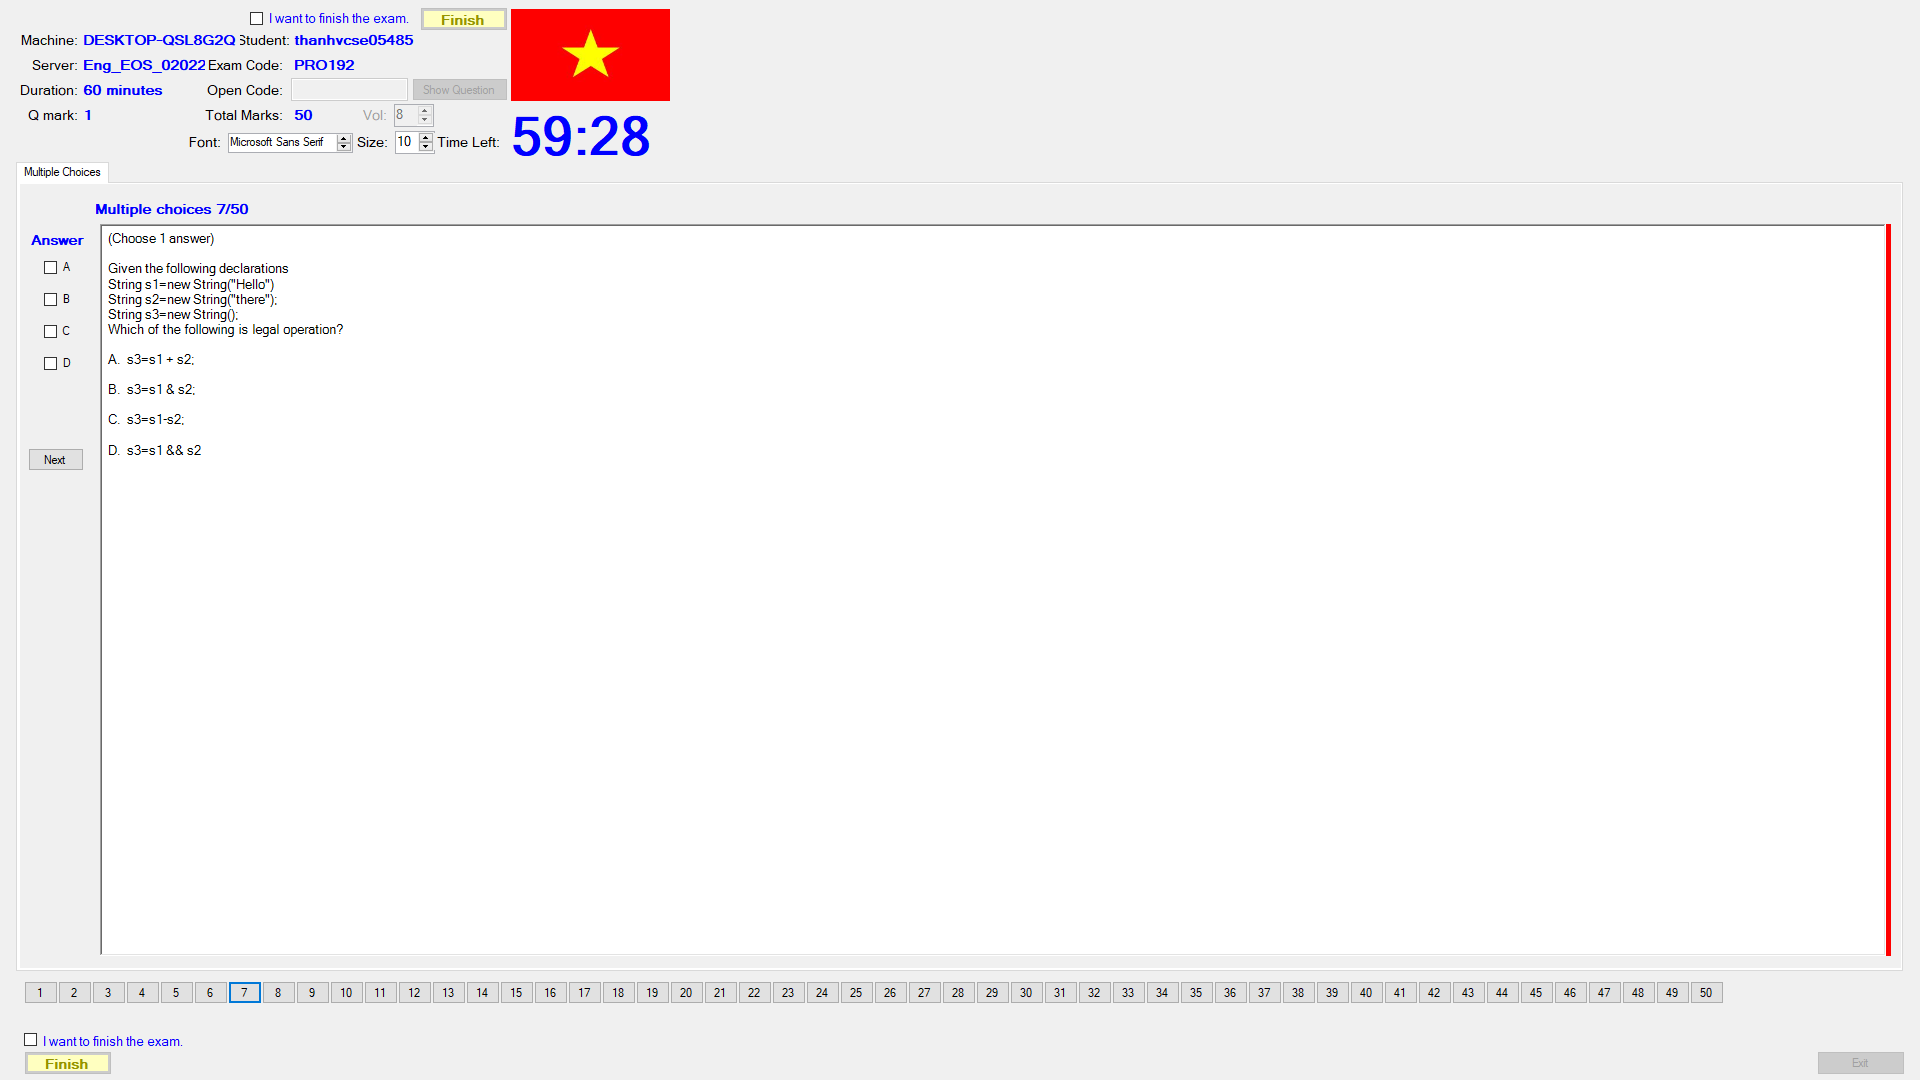 I want to finish the exam. Finish
Machine: DESKTOP-QSL8G2Q Student: thanhvcse05485
Server: Eng_EOS_02022 Exam Code: PRO192
Duration: 60 minutes Open Code: Show Question
Q mark: 1 Total Marks: 50 Vol: 8
Font: Microsoft Sans Serif Size: 10 Time Left: 59:28
Multiple Choices
Multiple choices 7/50
Answer
A
B
C
D
Next
(Choose 1 answer)
Given the following declarations
String s1=new String("Hello")
String s2=new String("there");
String s3=new String();
Which of the following is legal operation?
A. s3=s1 + s2;
B. s3=s1 & s2;
C. s3=s1-s2;
D. s3=s1 && s2
1 2 3 4 5 6 7 8 9 10 11 12 13 14 15 16 17 18 19 20 21 22 23 24 25 26 27 28 29 30 31 32 33 34 35 36 37 38 39 40 41 42 43 44 45 46 47 48 49 50
I want to finish the exam.
Finish
Exit